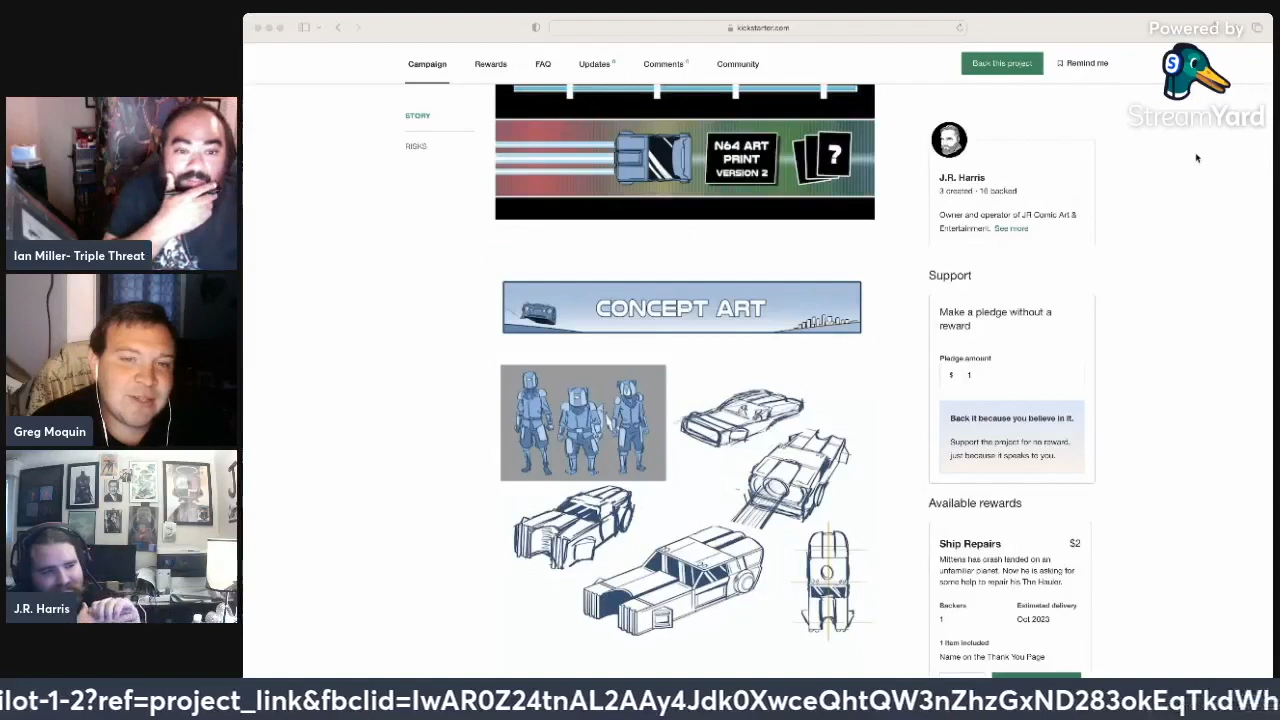 kickstarter.com
Powered by
StreamYard
S
Campaign
Rewards
FAQ
Updates
Comments
Community
Back this project
Remind me
STORY
RISKS
N64 ART
PRINT
VERSION 2
?
J.R. Harris
3 created · 16 backed
Owner and operator of JR Comic Art &
Entertainment. See more
CONCEPT ART
Support
Make a pledge without a
reward
Pledge amount
$ 1
Back it because you believe in it.
Support the project for no reward,
just because it speaks to you.
Available rewards
Ship Repairs $2
Mittens has crash landed on an
unfamiliar planet. Now he is asking for
some help to repair his The Hauler.
Backers
Estimated delivery
1
Oct 2023
1 item included
Name on the Thank You Page
Ian Miller- Triple Threat
Greg Moquin
J.R. Harris
ilot-1-2?ref=project_link&fbclid=IwAR0Z24tnAL2AAy4Jdk0XwceQhtQW3nZhzGxND283okEqTkdWh